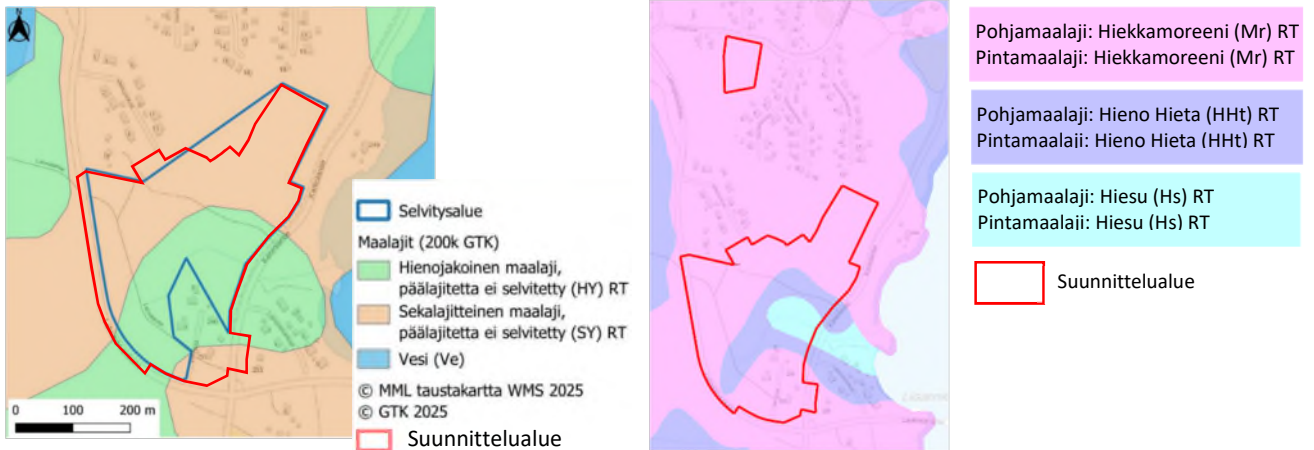 N
0 100 200 m
Selvitysalue
Maalajit (200k GTK)
Hienojakoinen maalaji,
päälajitetta ei selvitetty (HY) RT
Sekalajitteinen maalaji,
päälajitetta ei selvitetty (SY) RT
Vesi (Ve)
© MML taustakartta WMS 2025
© GTK 2025
Suunnittelualue
Pohjamaalaji: Hiekkamoreeni (Mr) RT
Pintamaalaji: Hiekkamoreeni (Mr) RT
Pohjamaalaji: Hieno Hieta (HHt) RT
Pintamaalaji: Hieno Hieta (HHt) RT
Pohjamaalaji: Hiesu (Hs) RT
Pintamaalaji: Hiesu (Hs) RT
Suunnittelualue